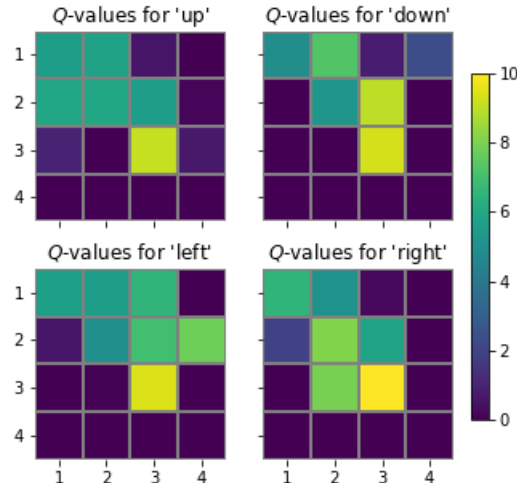 Q-values for 'up'
Q-values for 'down'
1
2
3
4
10
8
6
4
2
0
Q-values for 'left'
Q-values for 'right'
1
2
3
4
1 2 3 4
1 2 3 4